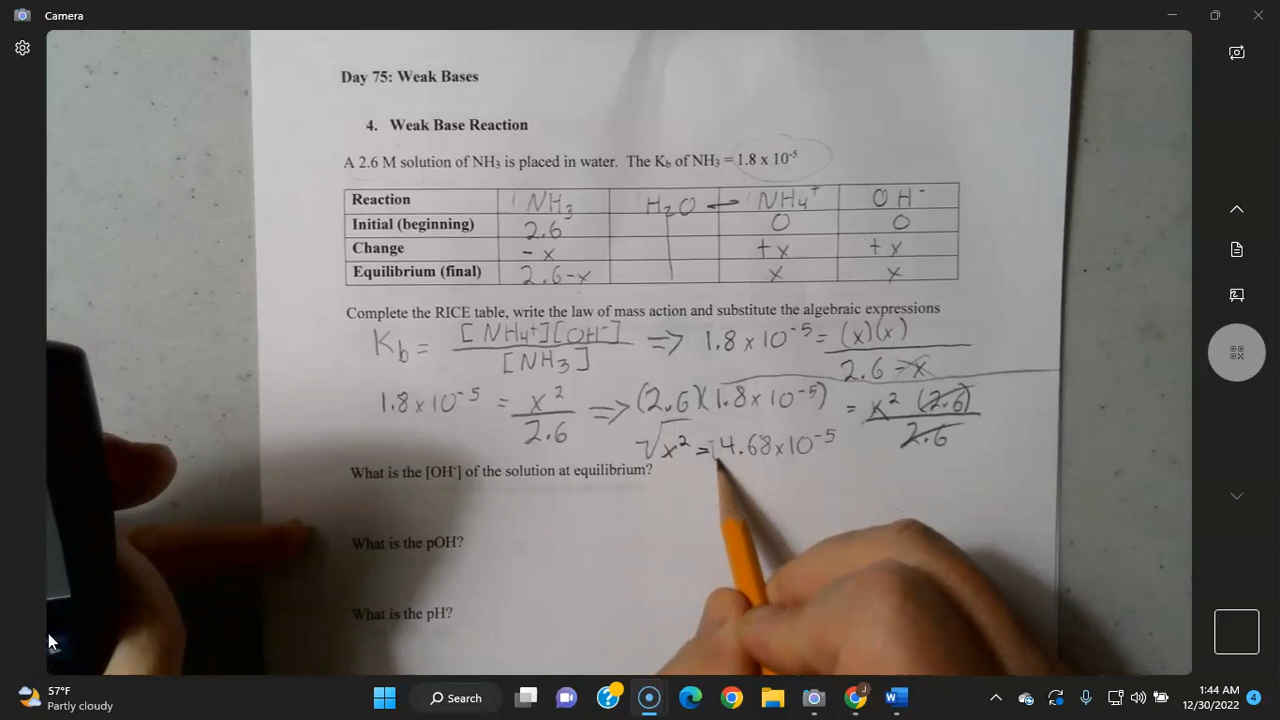 Camera
Day 75: Weak Bases
4. Weak Base Reaction
A 2.6 M solution of NH₃ is placed in water. The K_b of NH₃ = 1.8 x 10⁻⁵
Reaction NH₃ H₂O ↔ NH₄⁺ OH⁻
Initial (beginning) 2.6 0 0
Change - x + x + x
Equilibrium (final) 2.6-x x x
Complete the RICE table, write the law of mass action and substitute the algebraic expressions
K_b = [NH₄⁺][OH⁻] / [NH₃] => 1.8 x 10⁻⁵ = (x)(x) / 2.6 - x
1.8 x 10⁻⁵ = x² / 2.6 => (2.6)(1.8 x 10⁻⁵) = x² (2.6) / 2.6
√x² = 4.68 x 10⁻⁵
What is the [OH⁻] of the solution at equilibrium?
What is the pOH?
What is the pH?
57°F
Partly cloudy
Search
1:44 AM
12/30/2022
4